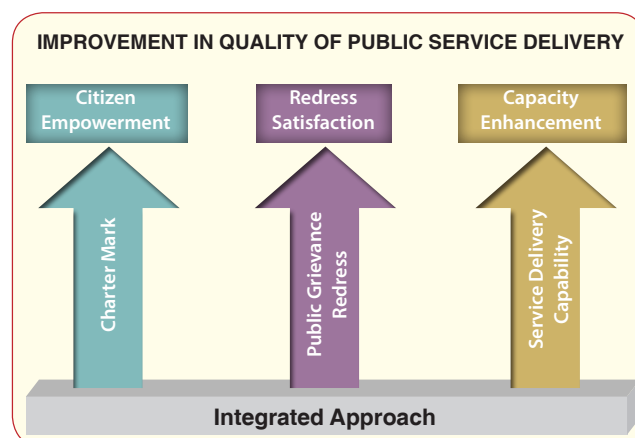 IMPROVEMENT IN QUALITY OF PUBLIC SERVICE DELIVERY
Citizen
Empowerment
Redress
Satisfaction
Capacity
Enhancement
Charter Mark
Public Grievance
Redress
Service Delivery
Capability
Integrated Approach